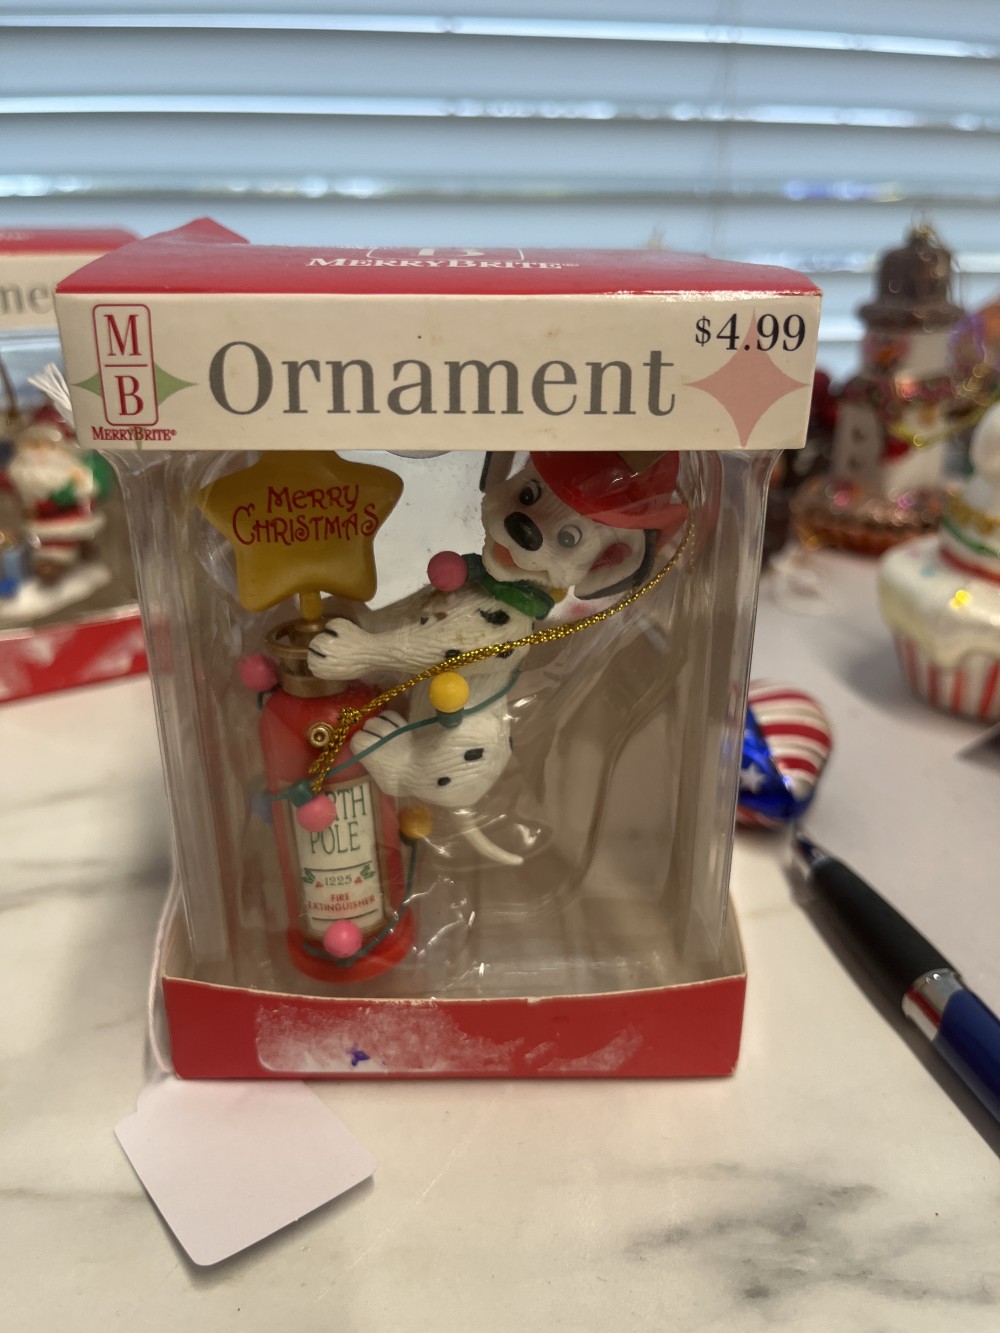 MERRYBRITE®
M
B
MERRYBRITE®
Ornament
$4.99
MERRY
CHRISTMAS
POLE
1225
FIRE
EXTINGUISHER